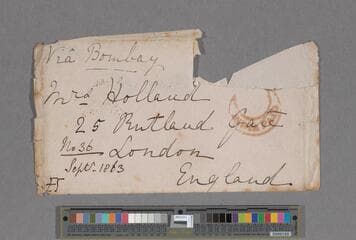 Via Bombay
Mrs Holland
25 Rutland Gate
No 36
London
Septr. 1863
England